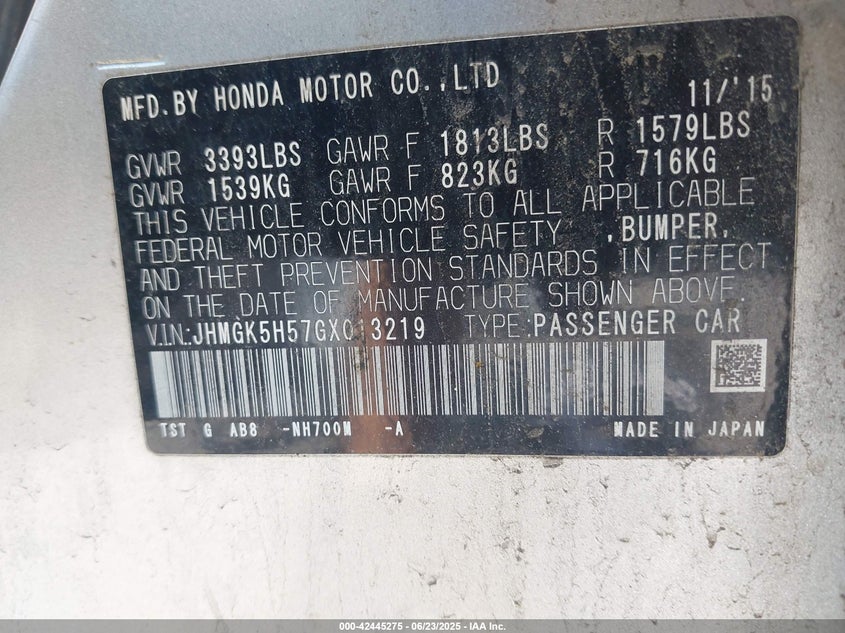 MFD.BY HONDA MOTOR CO.,LTD 11/'15
GVWR 3393LBS GAWR F 1813LBS R 1579LBS
GVWR 1539KG GAWR F 823KG R 716KG
THIS VEHICLE CONFORMS TO ALL APPLICABLE
FEDERAL MOTOR VEHICLE SAFETY ,BUMPER,
AND THEFT PREVENTION STANDARDS IN EFFECT
ON THE DATE OF MANUFACTURE SHOWN ABOVE.
V.I.N:JHMGK5H57GX013219 TYPE:PASSENGER CAR
TST G AB8 -NH700M -A MADE IN JAPAN
000-42445275 - 06/23/2025 - IAA Inc.